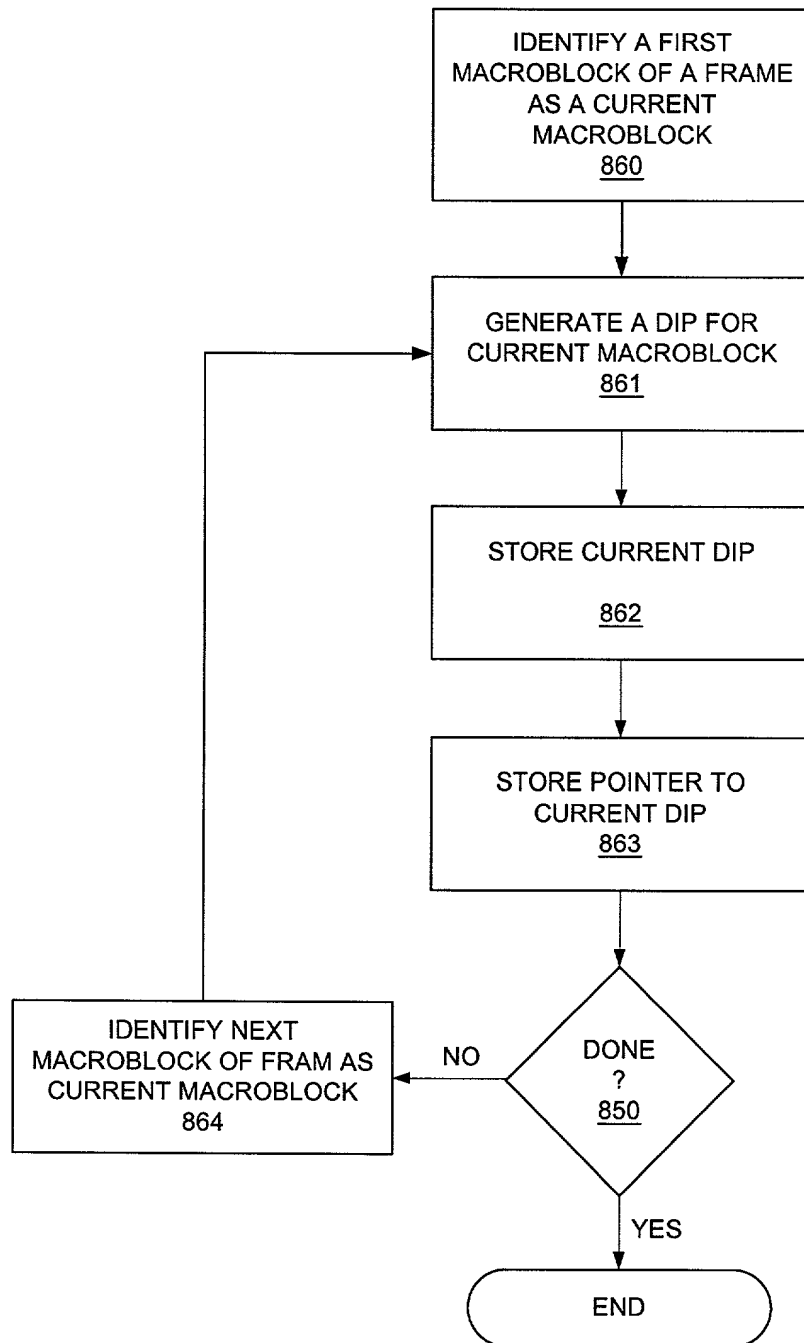 IDENTIFY A FIRST
MACROBLOCK OF A FRAME
AS A CURRENT
MACROBLOCK
860
GENERATE A DIP FOR
CURRENT MACROBLOCK
861
STORE CURRENT DIP
862
STORE POINTER TO
CURRENT DIP
863
DONE
?
850
NO
IDENTIFY NEXT
MACROBLOCK OF FRAM AS
CURRENT MACROBLOCK
864
YES
END